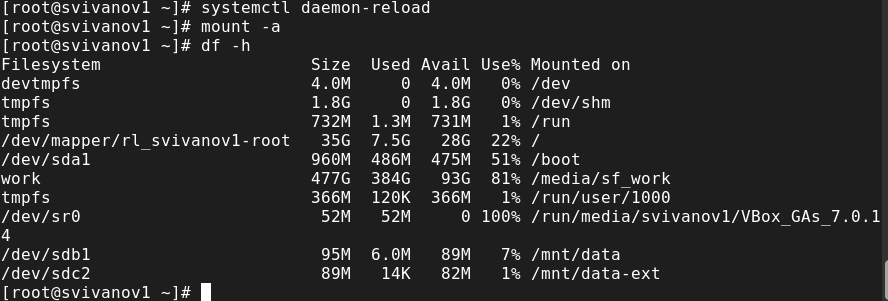 [root@svivanov1 ~]# systemctl daemon-reload
[root@svivanov1 ~]# mount -a
[root@svivanov1 ~]# df -h
Filesystem                     Size  Used Avail Use% Mounted on
devtmpfs                       4.0M     0  4.0M   0% /dev
tmpfs                          1.8G     0  1.8G   0% /dev/shm
tmpfs                          732M  1.3M  731M   1% /run
/dev/mapper/rl_svivanov1-root   35G  7.5G   28G  22% /
/dev/sda1                      960M  486M  475M  51% /boot
work                           477G  384G   93G  81% /media/sf_work
tmpfs                          366M  120K  366M   1% /run/user/1000
/dev/sr0                        52M   52M     0 100% /run/media/svivanov1/VBox_GAs_7.0.1
4
/dev/sdb1                       95M  6.0M   89M   7% /mnt/data
/dev/sdc2                       89M   14K   82M   1% /mnt/data-ext
[root@svivanov1 ~]#